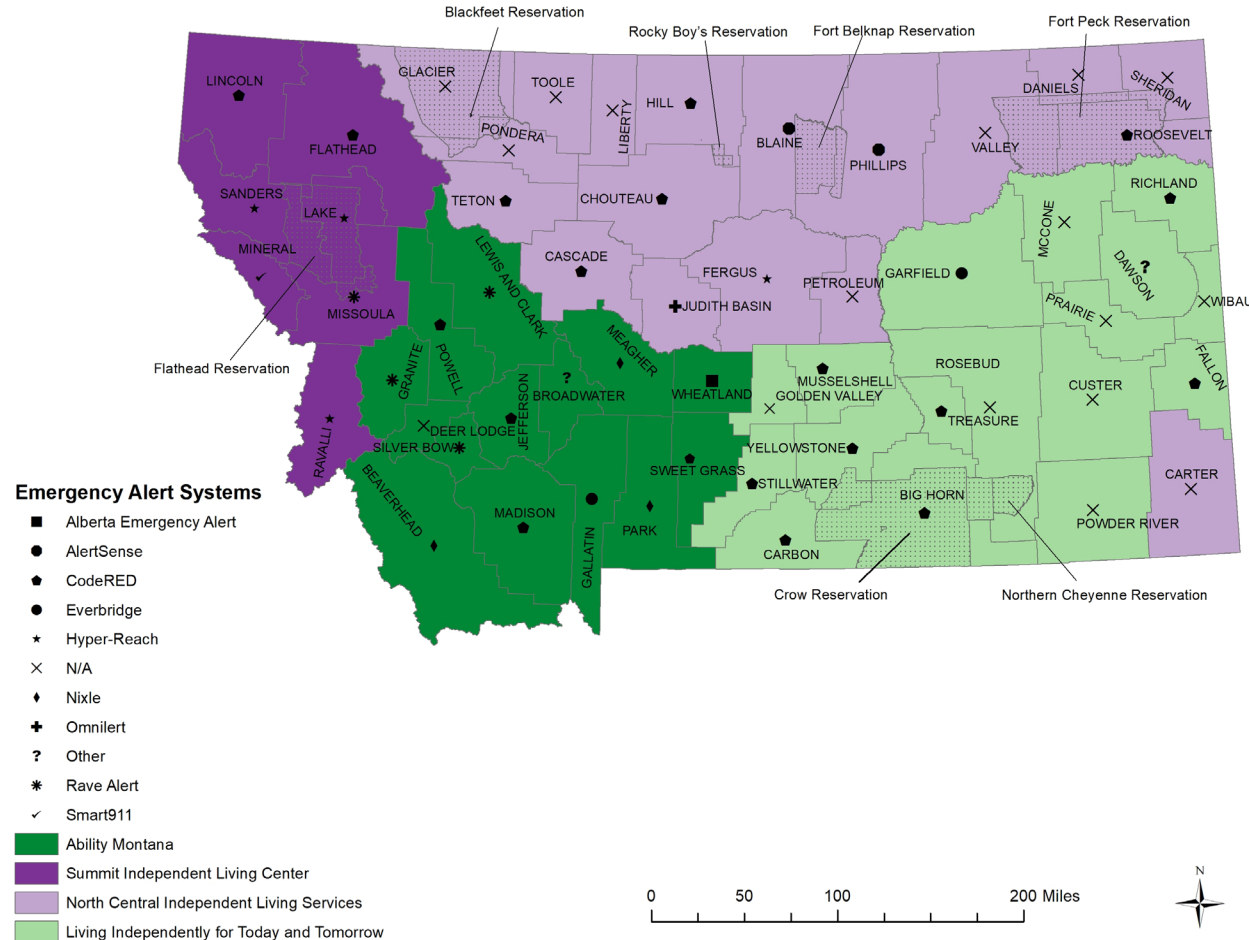 Blackfeet Reservation
Rocky Boy's Reservation
Fort Belknap Reservation
Fort Peck Reservation
GLACIER
TOOLE
LIBERTY
HILL
BLAINE
PHILLIPS
VALLEY
DANIELS
SHERIDAN
ROOSEVELT
LINCOLN
FLATHEAD
PONDERA
TETON
CHOUTEAU
SANDERS
LAKE
MINERAL
MISSOULA
RAVALLI
Flathead Reservation
LEWIS AND CLARK
CASCADE
JUDITH BASIN
FERGUS
PETROLEUM
GARFIELD
MCCONE
RICHLAND
DAWSON
PRAIRIE
WIBAU
GRANITE
POWELL
JEFFERSON
BROADWATER
MEAGHER
WHEATLAND
GOLDEN VALLEY
MUSSELSHELL
ROSEBUD
TREASURE
CUSTER
FALLON
DEER LODGE
SILVER BOW
BEAVERHEAD
MADISON
GALLATIN
PARK
SWEET GRASS
YELLOWSTONE
STILLWATER
CARBON
BIG HORN
P
POWDER RIVER
CARTER
Crow Reservation
Northern Cheyenne Reservation
Emergency Alert Systems
Alberta Emergency Alert
AlertSense
CodeRED
Everbridge
Hyper-Reach
N/A
Nixle
Omnilert
? Other
Rave Alert
Smart911
Ability Montana
Summit Independent Living Center
North Central Independent Living Services
Living Independently for Today and Tomorrow
0 50 100 200 Miles
N